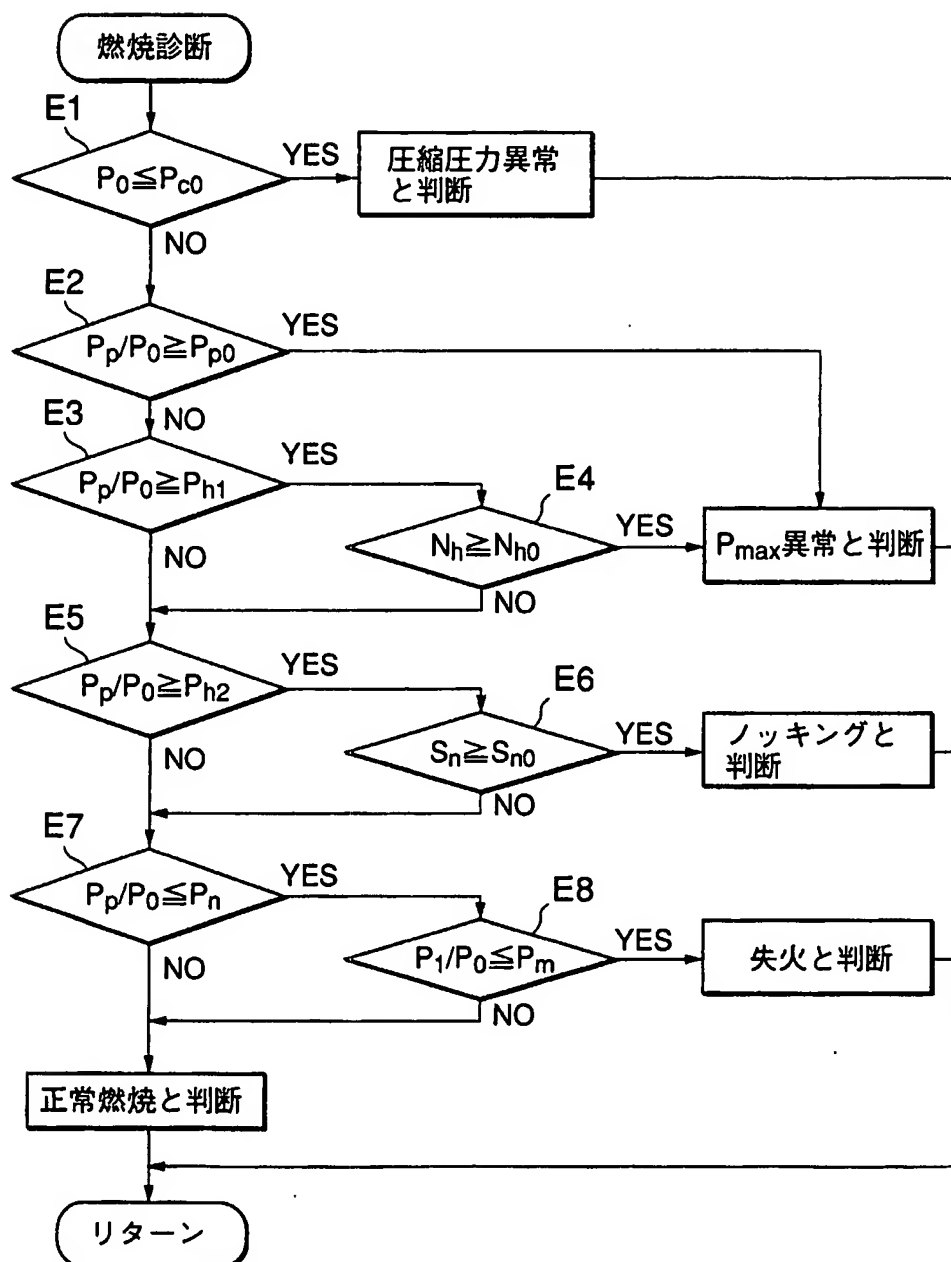 燃焼診断
E1
P0≦Pc0
YES
圧縮圧力異常
と判断
NO
E2
Pp/P0≧Pp0
YES
NO
E3
Pp/P0≧Ph1
YES
E4
Nh≧Nh0
YES
Pmax異常と判断
NO
NO
E5
Pp/P0≧Ph2
YES
E6
Sn≧Sn0
YES
ノッキングと
判断
NO
NO
E7
Pp/P0≦Pn
YES
E8
P1/P0≦Pm
YES
失火と判断
NO
NO
正常燃焼と判断
リターン